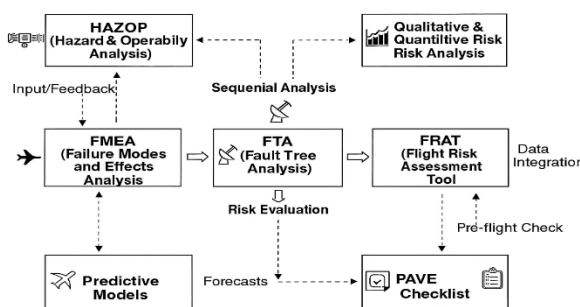 HAZOP
(Hazard & Operabily
Analysis)
Qualitative &
Quantilive Risk
Risk Analysis
Input/Feedback
Sequenial Analysis
FMEA
(Failure Modes
and Effects
Analysis
FTA
(Fault Tree
Analysis)
FRAT
(Flight Risk
Assessment
Tool
Data
Integration
Risk Evaluation
Pre-flight Check
Predictive
Models
Forecasts
PAVE
Checklist